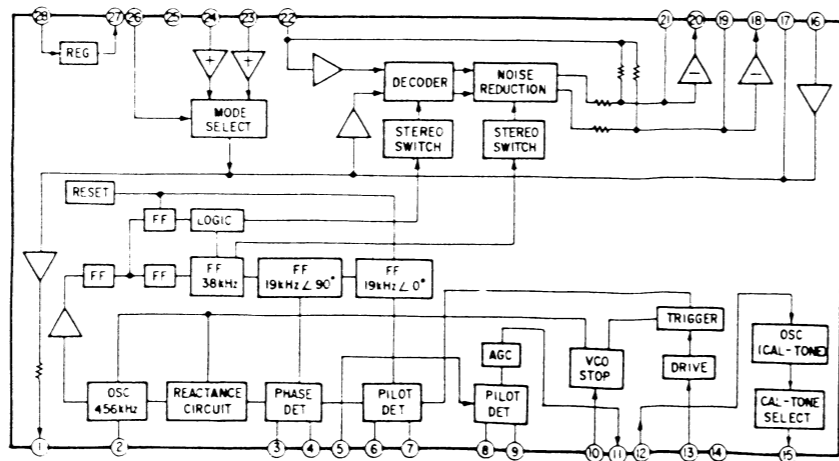 28 27 26 25 24 23 22 21 20 19 18 17 16
REG
+ +
− −
DECODER
NOISE
REDUCTION
MODE
SELECT
STEREO
SWITCH
STEREO
SWITCH
RESET
FF
LOGIC
FF
FF
FF
38kHz
FF
19kHz∠90°
FF
19kHz∠0°
TRIGGER
OSC
(CAL-TONE)
AGC
VCO
STOP
DRIVE
OSC
456kHz
REACTANCE
CIRCUIT
PHASE
DET
PILOT
DET
PILOT
DET
CAL-TONE
SELECT
1 2 3 4 5 6 7 8 9 10 11 12 13 14 15